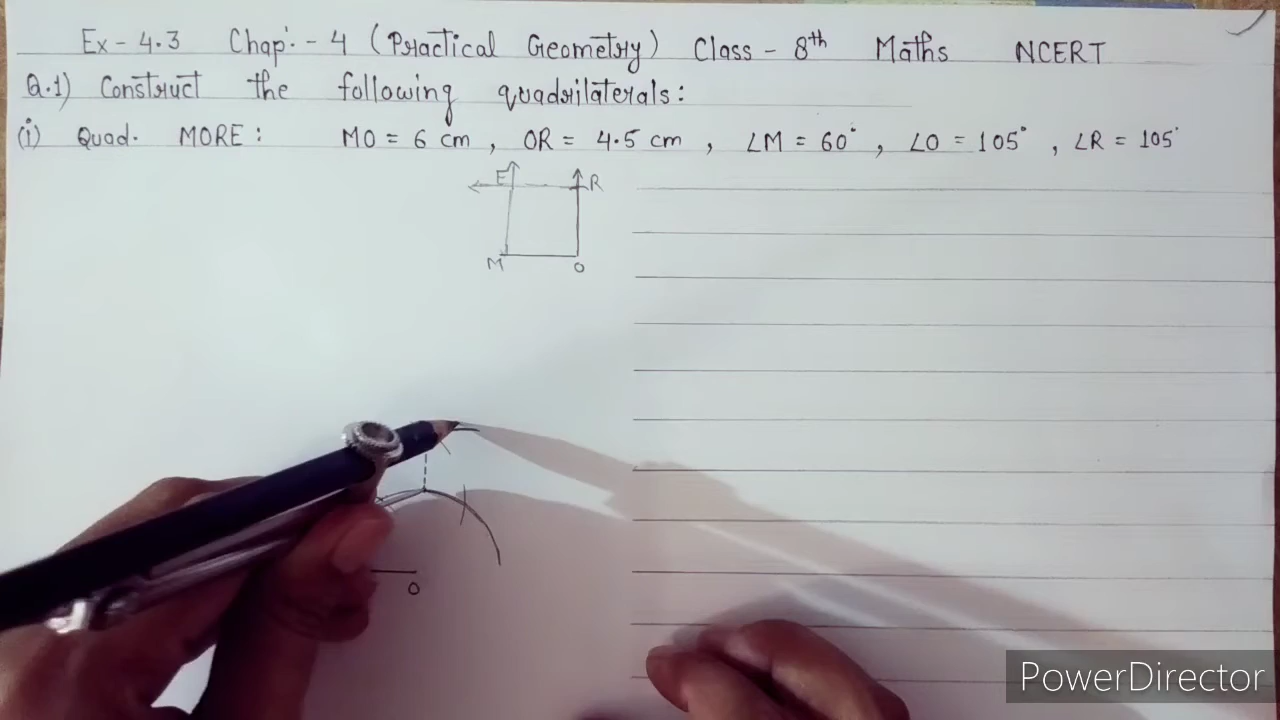 Ex - 4.3 Chap. - 4 (Practical Geometry) Class - 8th Maths NCERT
Q.1) Construct the following quadrilaterals:
(i) Quad. MORE: MO = 6 cm, OR = 4.5 cm, ∠M = 60°, ∠O = 105°, ∠R = 105°
E R
M O
O
PowerDirector